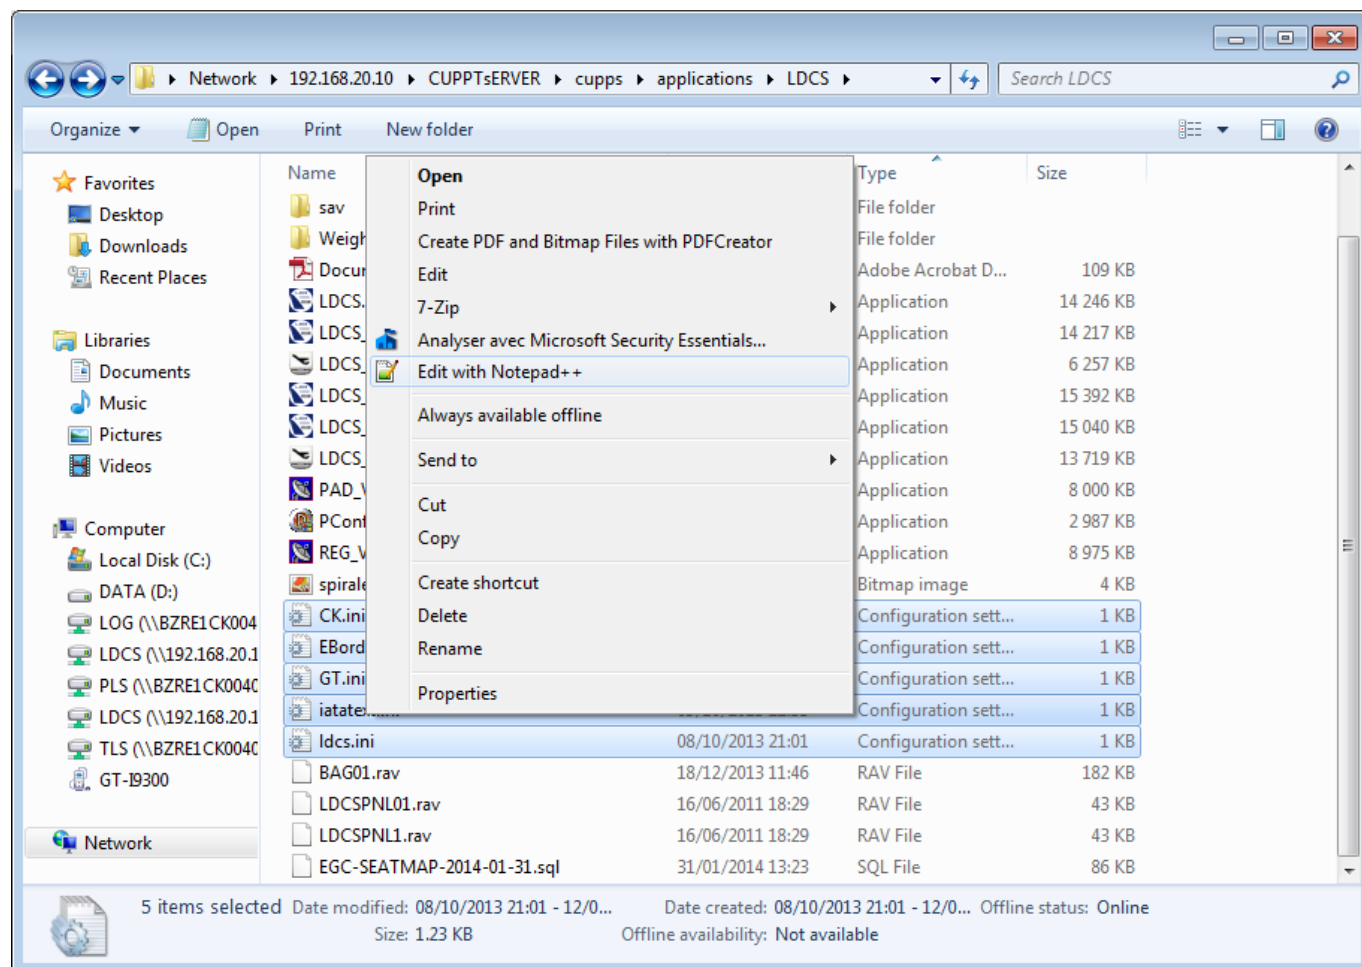 Network ▸ 192.168.20.10 ▸ CUPPTsERVER ▸ cupps ▸ applications ▸ LDCS ▸ Search LDCS
Organize Open Print New folder
Favorites
Desktop
Downloads
Recent Places
Libraries
Documents
Music
Pictures
Videos
Computer
Local Disk (C:)
DATA (D:)
LOG (\\BZRE1CK004
LDCS (\\192.168.20.1
PLS (\\BZRE1CK0040
LDCS (\\192.168.20.1
TLS (\\BZRE1CK0040
GT-I9300
Network
Name Type Size
sav File folder
Weigh File folder
Docur Adobe Acrobat D... 109 KB
LDCS. Application 14 246 KB
LDCS_ Application 14 217 KB
LDCS_ Application 6 257 KB
LDCS_ Application 15 392 KB
LDCS_ Application 15 040 KB
LDCS_ Application 13 719 KB
PAD_V Application 8 000 KB
PConf Application 2 987 KB
REG_V Application 8 975 KB
spirale Bitmap image 4 KB
CK.ini Configuration sett... 1 KB
EBord Configuration sett... 1 KB
GT.ini Configuration sett... 1 KB
Configuration sett... 1 KB
ldcs.ini 08/10/2013 21:01 Configuration sett... 1 KB
BAG01.rav 18/12/2013 11:46 RAV File 182 KB
LDCSPNL01.rav 16/06/2011 18:29 RAV File 43 KB
LDCSPNL1.rav 16/06/2011 18:29 RAV File 43 KB
EGC-SEATMAP-2014-01-31.sql 31/01/2014 13:23 SQL File 86 KB
Open
Print
Create PDF and Bitmap Files with PDFCreator
Edit
7-Zip
Analyser avec Microsoft Security Essentials...
Edit with Notepad++
Always available offline
Send to
Cut
Copy
Create shortcut
Delete
Rename
Properties
5 items selected Date modified: 08/10/2013 21:01 - 12/0... Date created: 08/10/2013 21:01 - 12/0... Offline status: Online
Size: 1.23 KB Offline availability: Not available